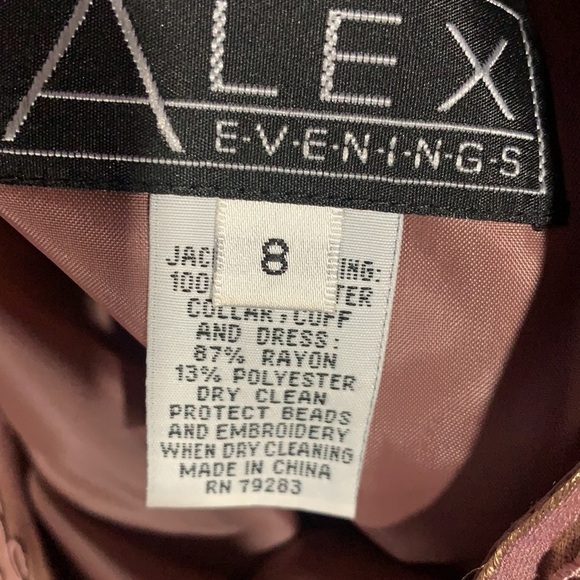 ALEX
E·V·E·N·I·N·G·S
8
100
COLLAR, CUFF
AND DRESS:
87% RAYON
13% POLYESTER
DRY CLEAN
PROTECT BEADS
AND EMBROIDERY
WHEN DRY CLEANING
MADE IN CHINA
RN 79283